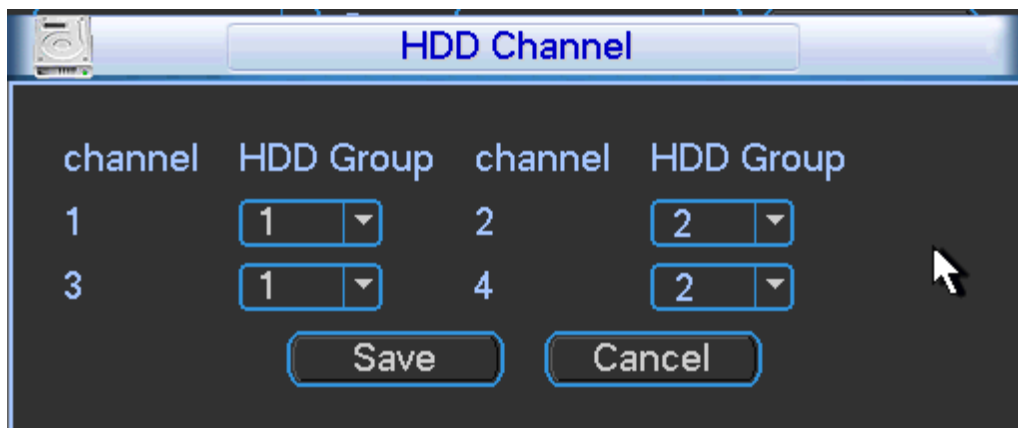 HDD Channel
channel HDD Group channel HDD Group
1 1 2 2
3 1 4 2
Save Cancel